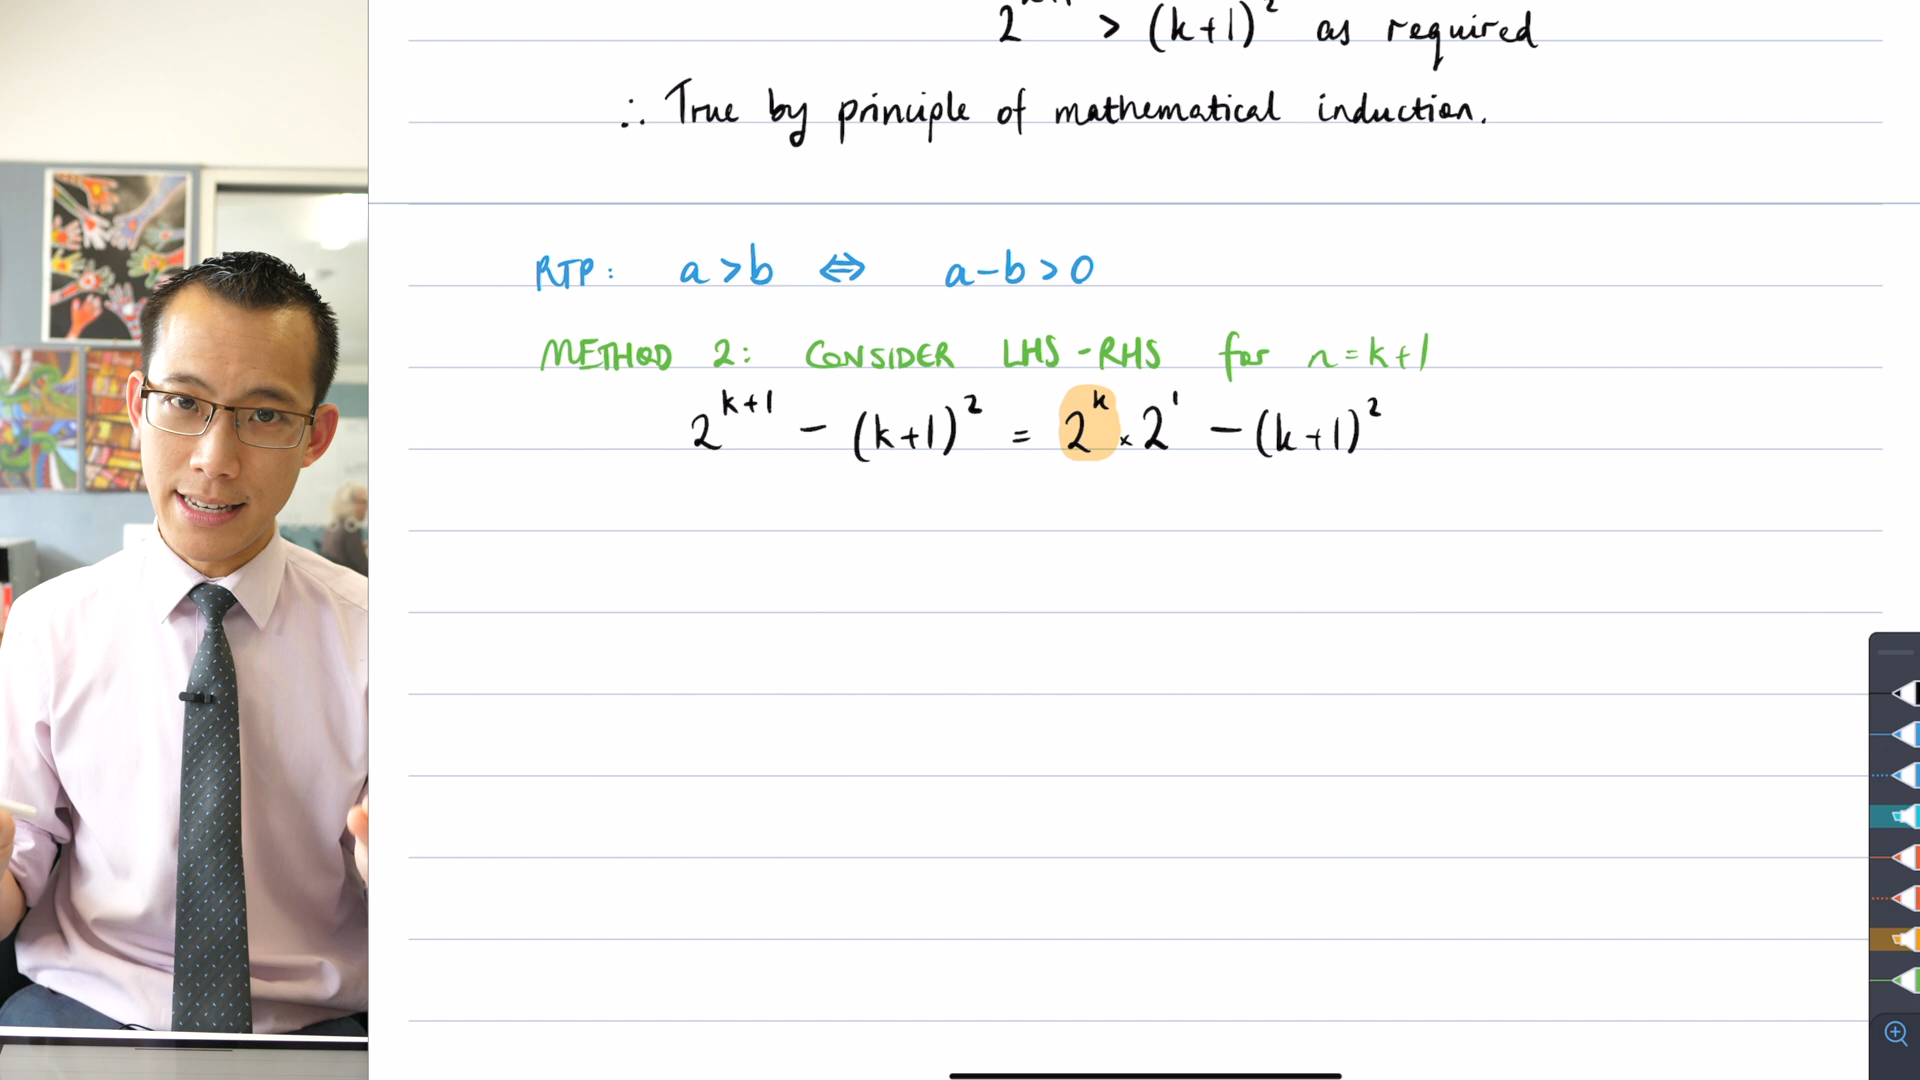 2 > (k+1)² as required
∴ True by principle of mathematical induction.
RTP: a > b ⇔ a - b > 0
METHOD 2: CONSIDER LHS - RHS for n = k+1
2^{k+1} - (k+1)² = 2^k × 2^1 - (k+1)²